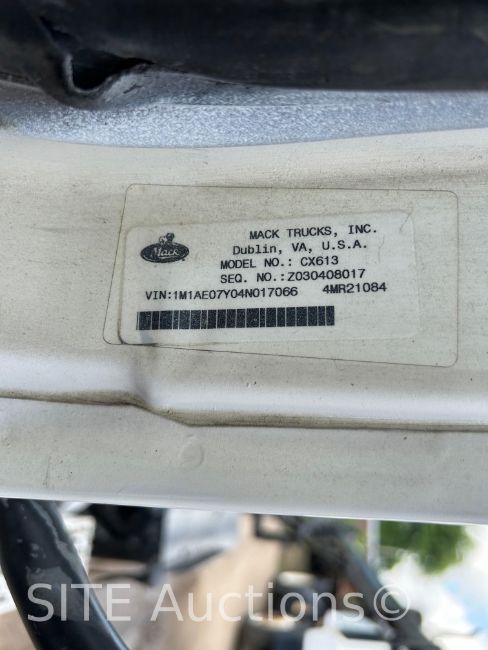 Mack
MACK TRUCKS, INC.
Dublin, VA, U.S.A.
MODEL NO.: CX613
SEQ. NO.:Z030408017
VIN:1M1AE07Y04N017066 4MR21084
SITE Auctions©